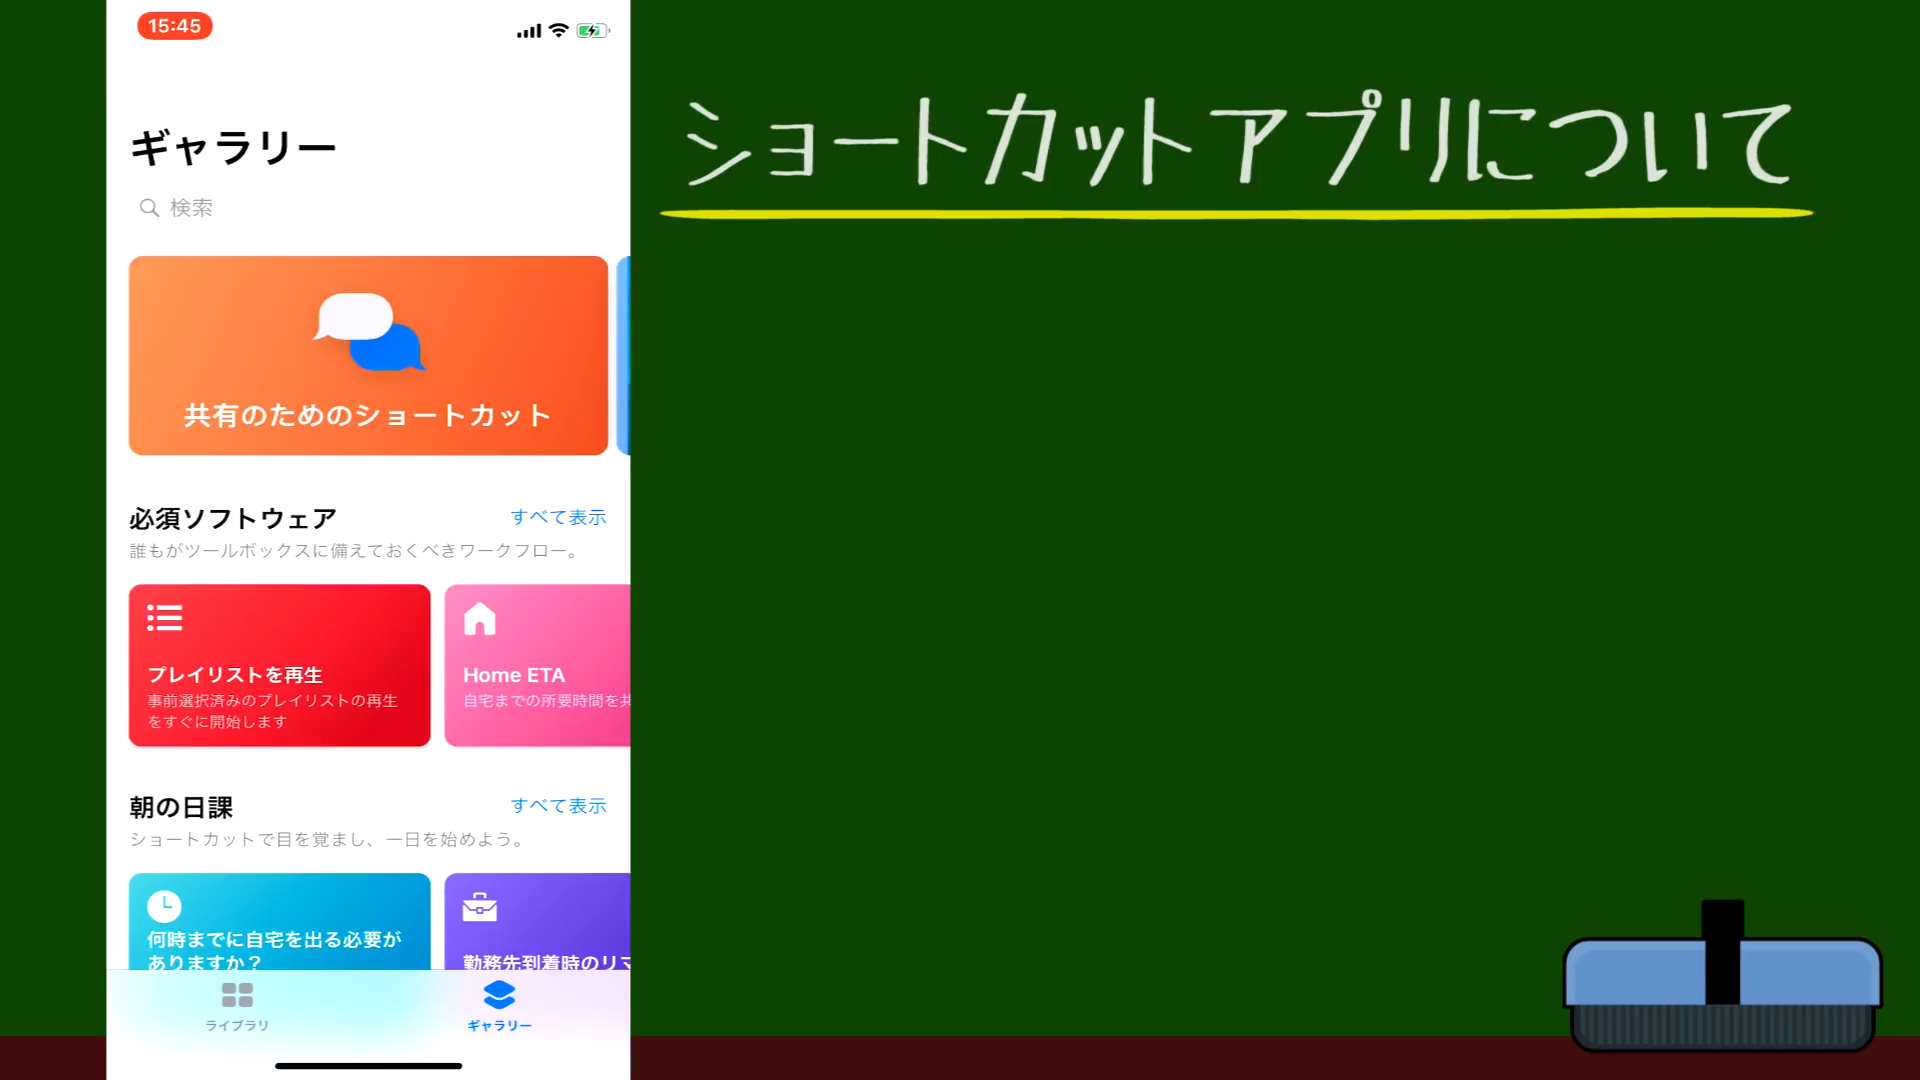 15:45
ギャラリー
検索
共有のためのショートカット
必須ソフトウェア
すべて表示
誰もがツールボックスに備えておくべきワークフロー。
プレイリストを再生
事前選択済みのプレイリストの再生
をすぐに開始します
Home ETA
自宅までの所要時間を共
朝の日課
すべて表示
ショートカットで目を覚まし、一日を始めよう。
何時までに自宅を出る必要が
ありますか？
勤務先到着時のリマ
ライブラリ
ギャラリー
ショートカットアプリについて